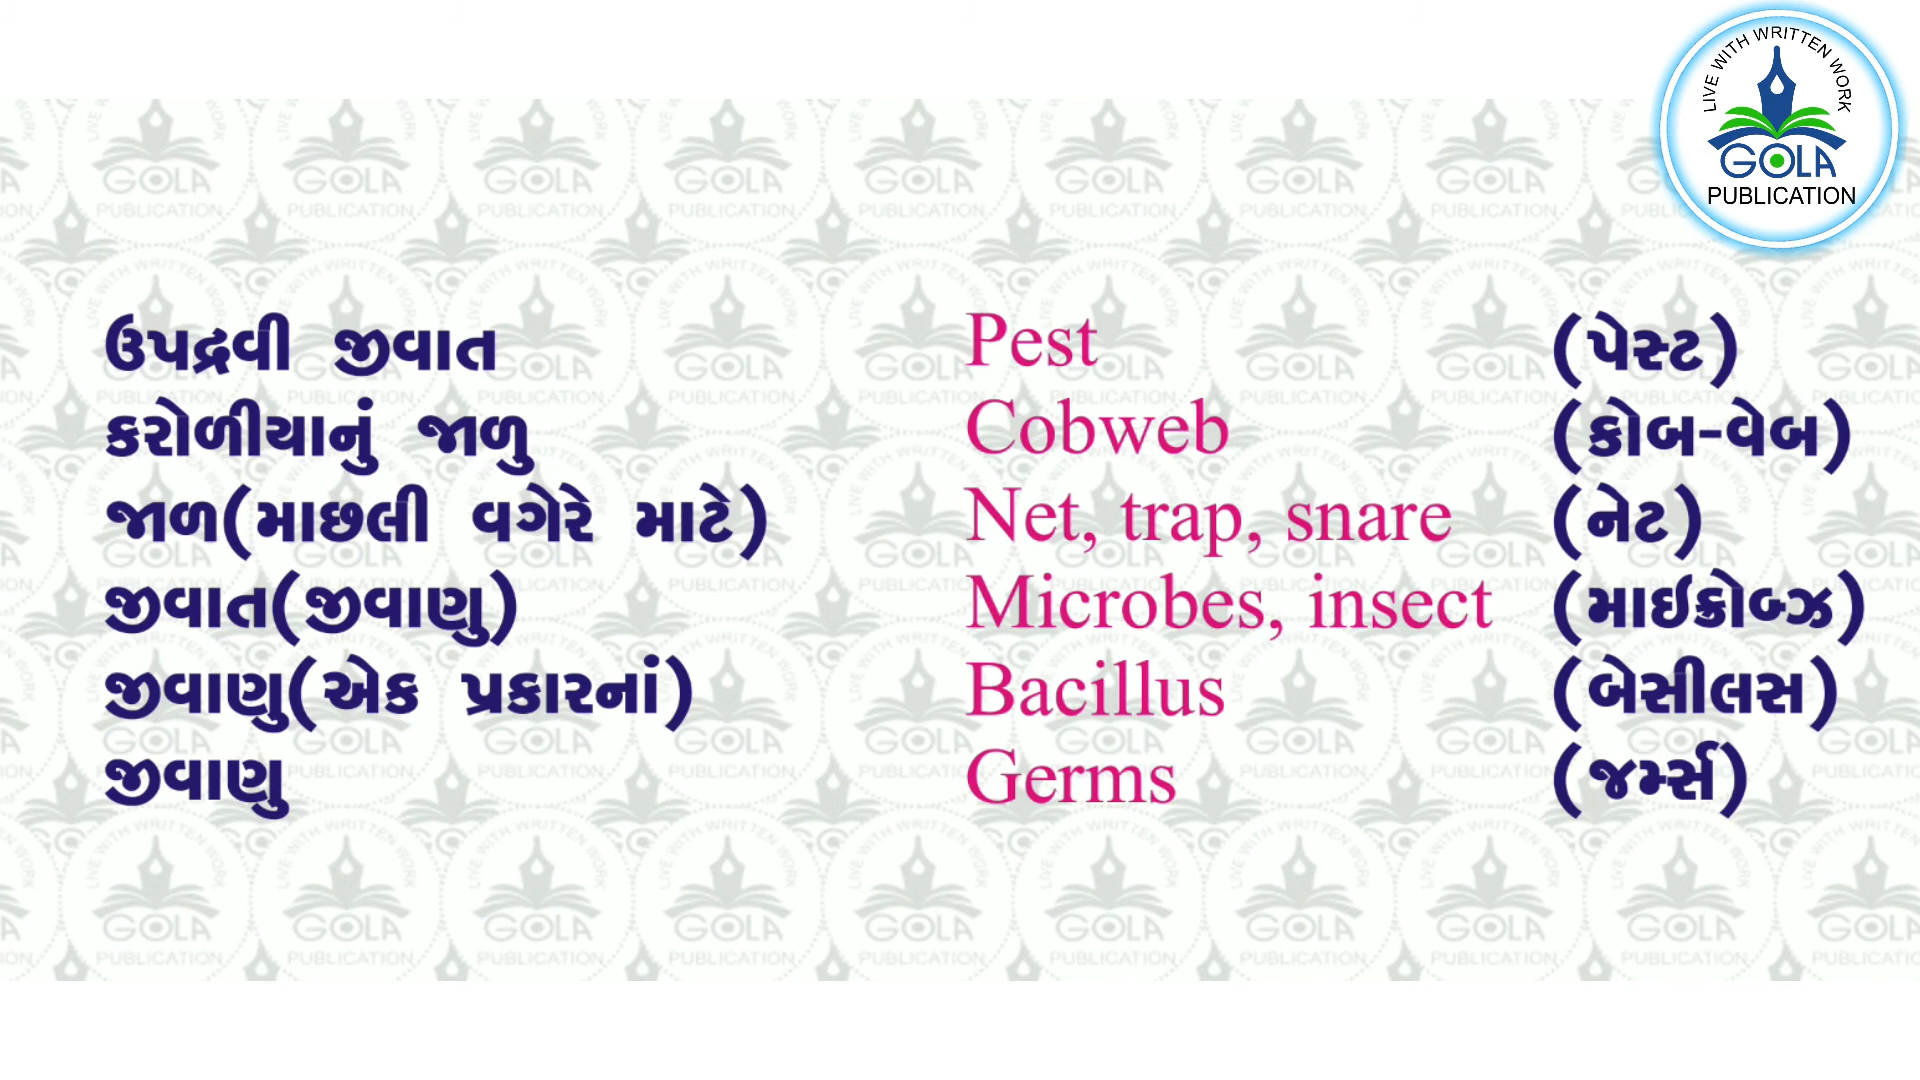 LIVE WITH WRITTEN WORK
GOLA
PUBLICATION
ઉપદ્રવી જીવાત Pest (પેસ્ટ)
કરોળીયાનું જાળુ Cobweb (કોબ-વેબ)
જાળ(માછલી વગેરે માટે) Net, trap, snare (નેટ)
જીવાત(જીવાણુ) Microbes, insect (માઇક્રોબ્ઝ)
જીવાણુ(એક પ્રકારનાં) Bacillus (બેસીલસ)
જીવાણુ Germs (જર્મ્સ)